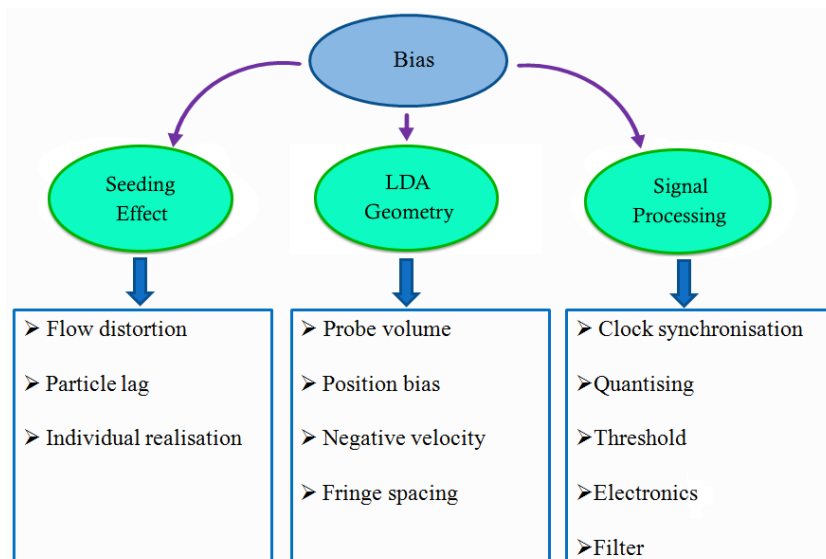 Bias
Seeding
Effect
LDA
Geometry
Signal
Processing
➢ Flow distortion
➢ Particle lag
➢ Individual realisation
➢ Probe volume
➢ Position bias
➢ Negative velocity
➢ Fringe spacing
➢ Clock synchronisation
➢Quantising
➢Threshold
➢Electronics
➢Filter